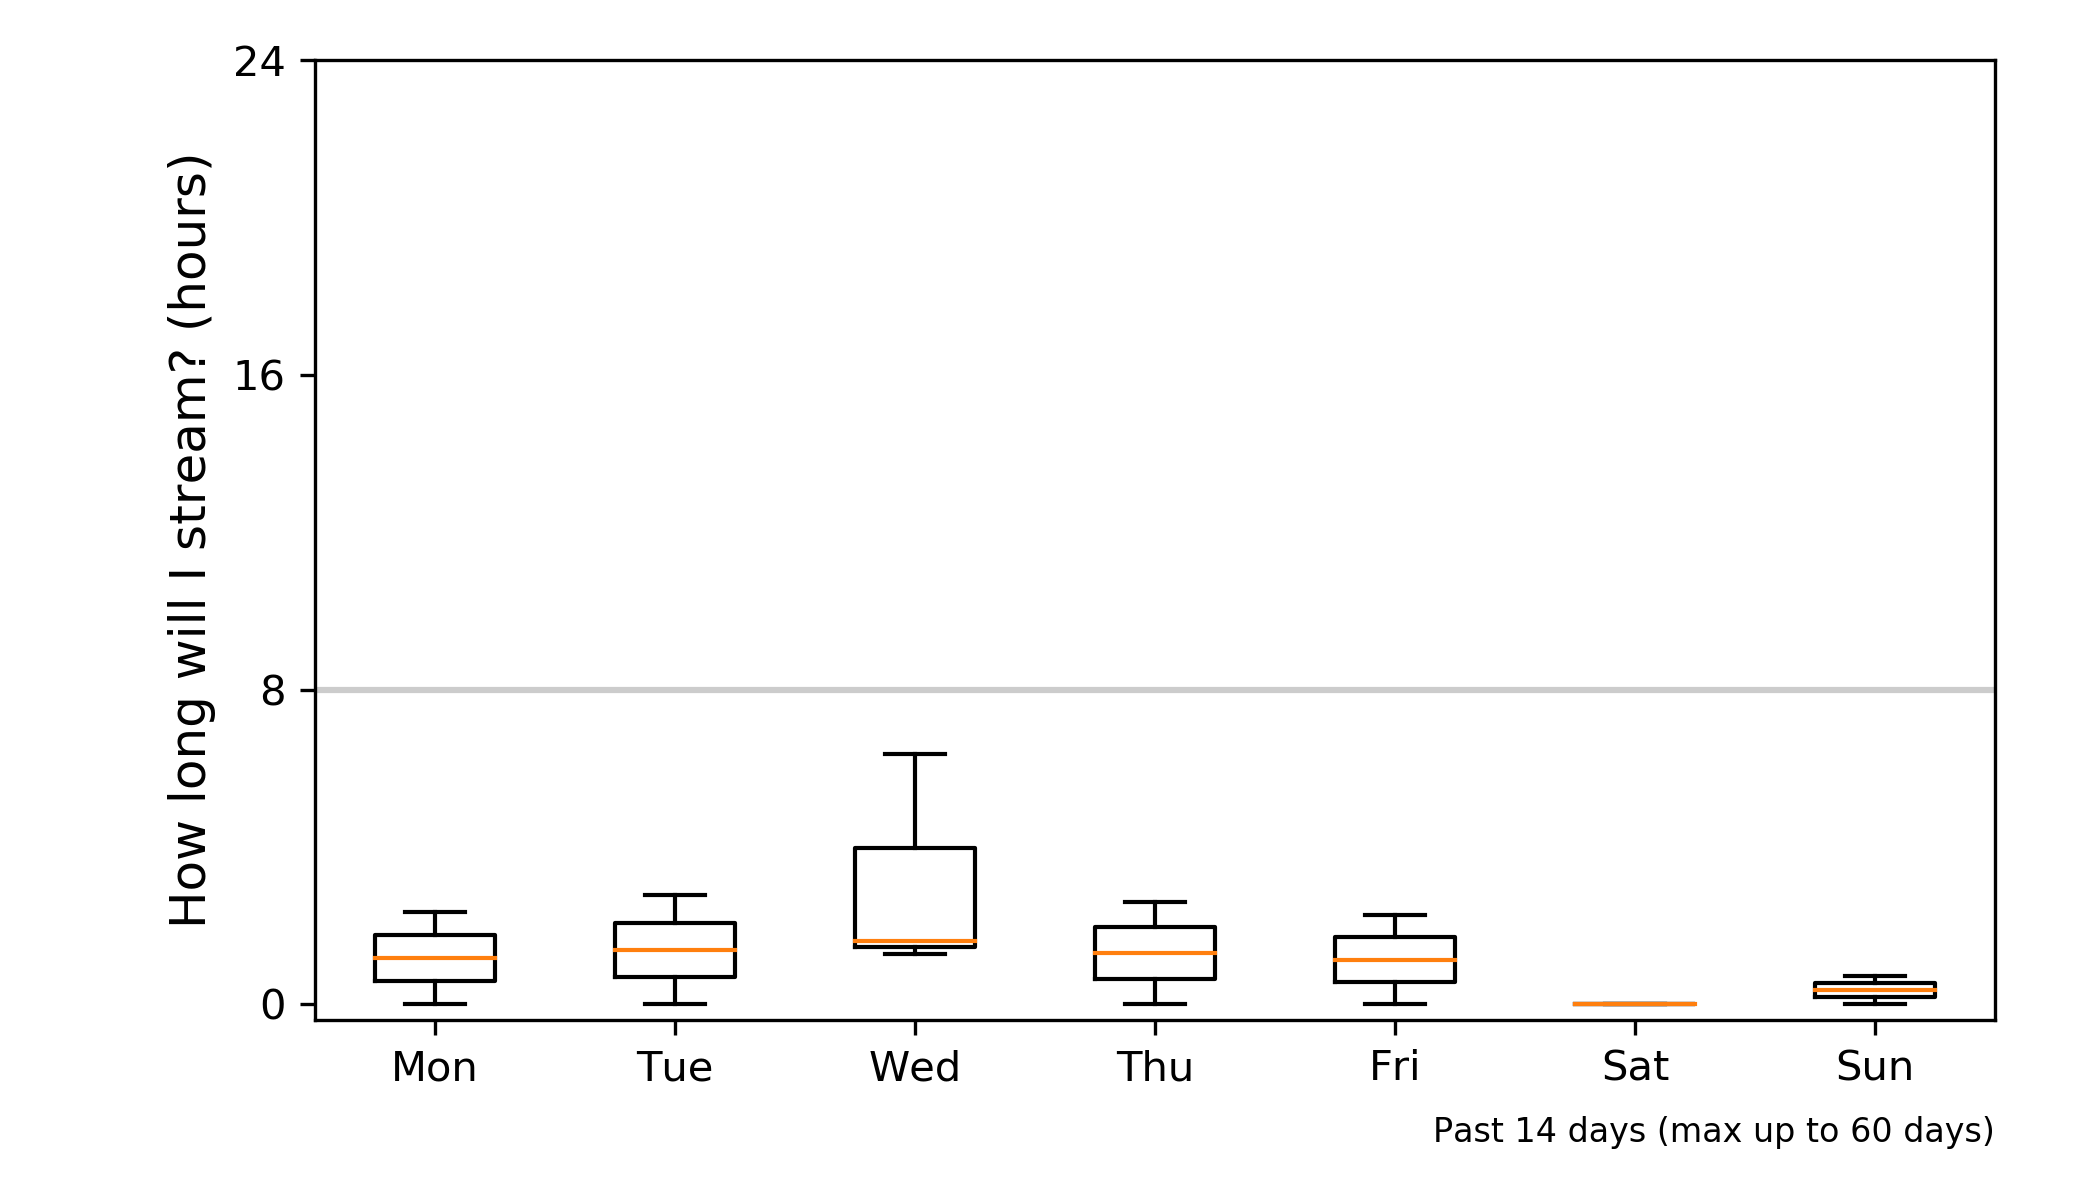 How long will I stream? (hours)
24
16
8
0
Mon Tue Wed Thu Fri Sat Sun
Past 14 days (max up to 60 days)